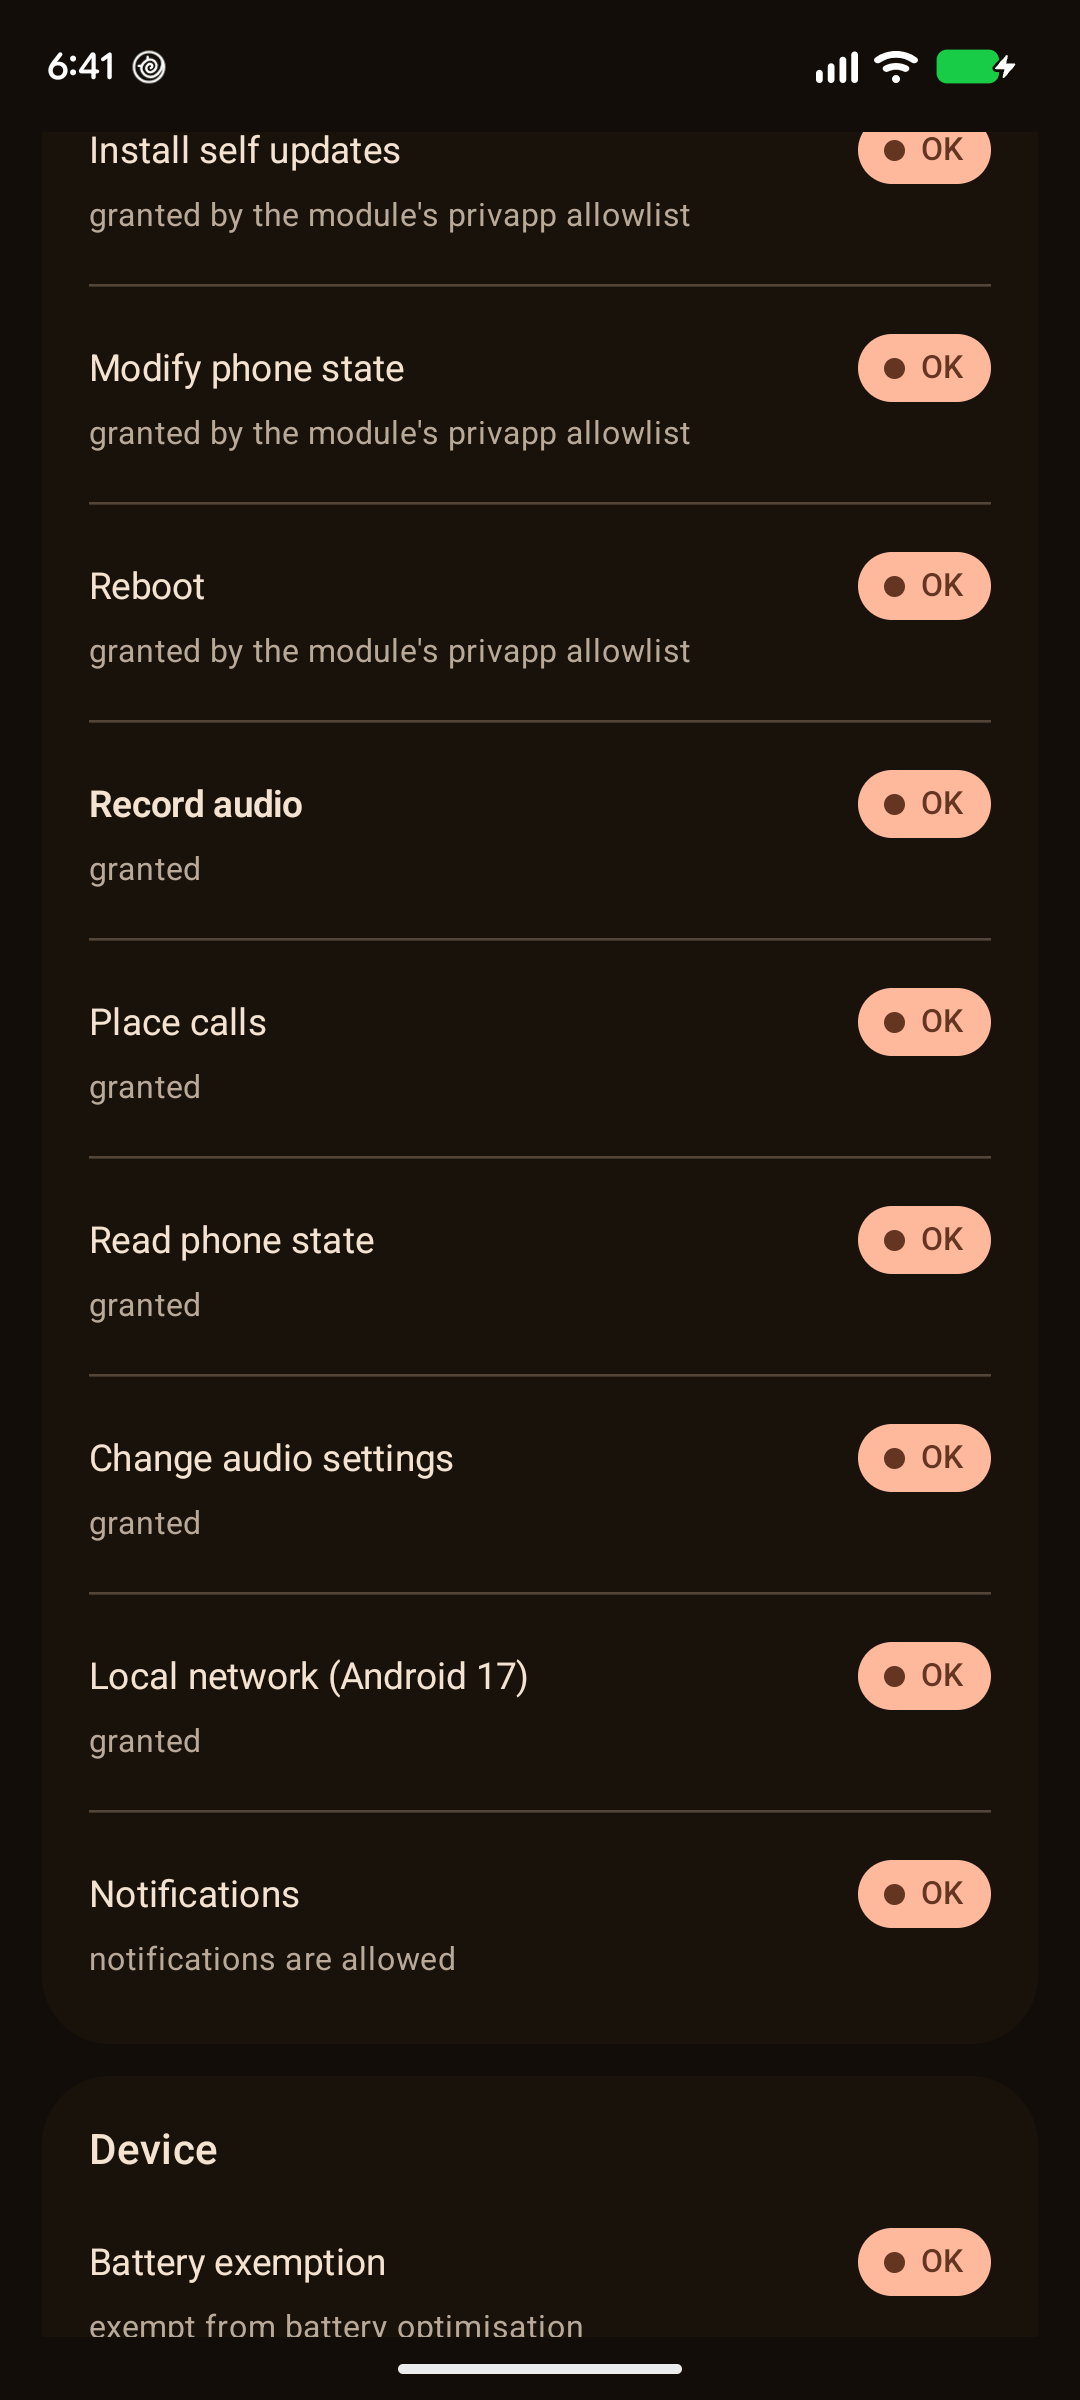 6:41
Install self updates
OK
granted by the module's privapp allowlist
Modify phone state
OK
granted by the module's privapp allowlist
Reboot
OK
granted by the module's privapp allowlist
Record audio
OK
granted
Place calls
OK
granted
Read phone state
OK
granted
Change audio settings
OK
granted
Local network (Android 17)
OK
granted
Notifications
OK
notifications are allowed
Device
Battery exemption
OK
exempt from battery optimisation